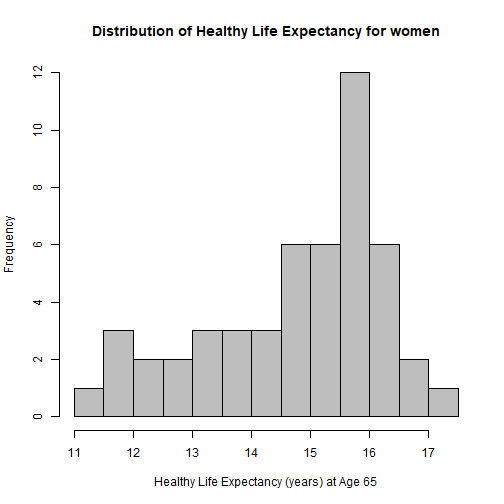 Distribution of Healthy Life Expectancy for women
Frequency
12
10
8
6
4
2
0
11 12 13 14 15 16 17
Healthy Life Expectancy (years) at Age 65